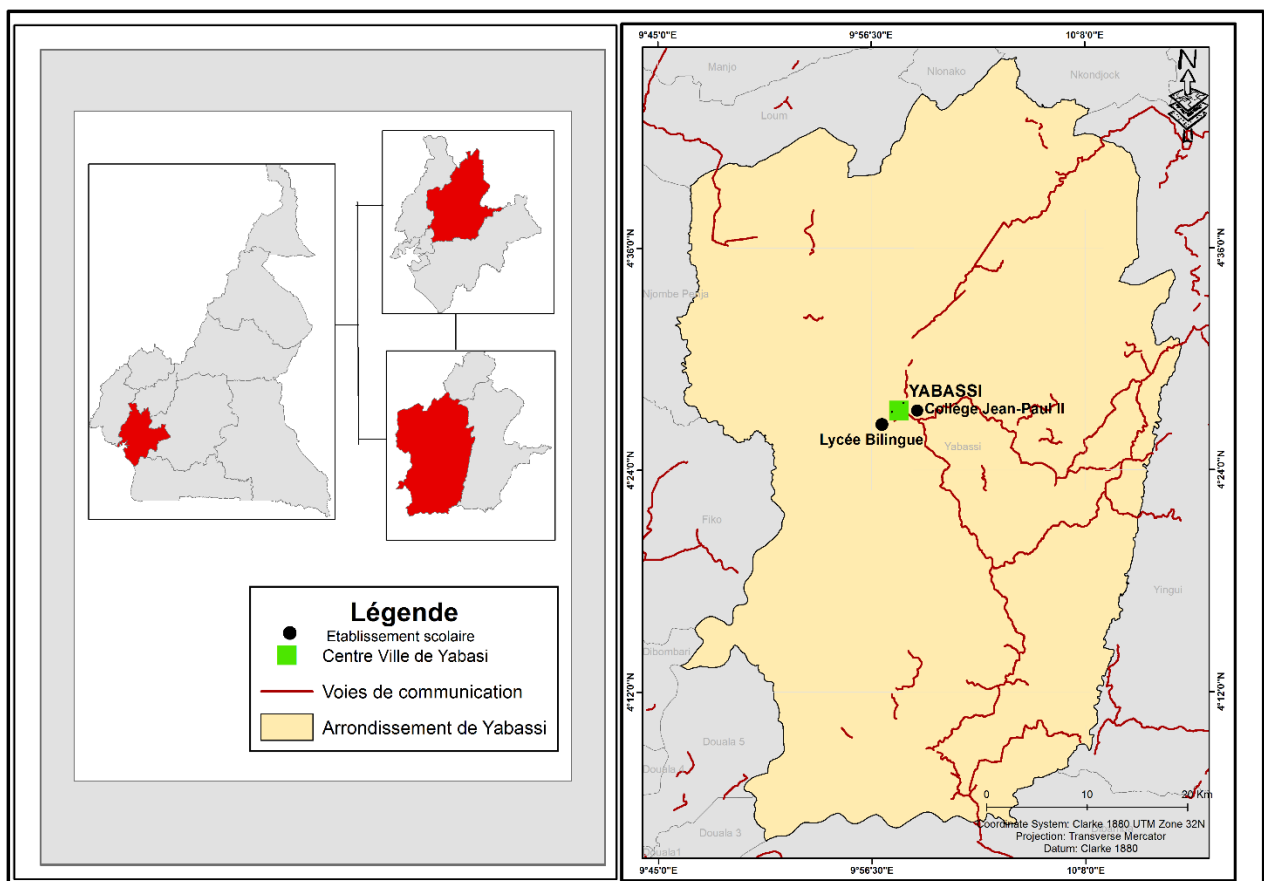 Légende
Etablissement scolaire
Centre Ville de Yabasi
Voies de communication
Arrondissement de Yabassi
9°45'0"E
9°56'30"E
10°8'0"E
N
Manjo
Nlonako
Nkondjock
Loum
4°36'0"N
4°36'0"N
Njombe Penja
YABASSI
Collège Jean-Paul II
Lycée Bilingue
Yabassi
4°24'0"N
4°24'0"N
Fiko
Yingui
Dibombari
4°12'0"N
4°12'0"N
Douala 5
Douala 4
0 10 20 Km
Coordinate System: Clarke 1880 UTM Zone 32N
Douala 3
Projection: Transverse Mercator
Datum: Clarke 1880
Douala1
9°45'0"E
9°56'30"E
10°8'0"E